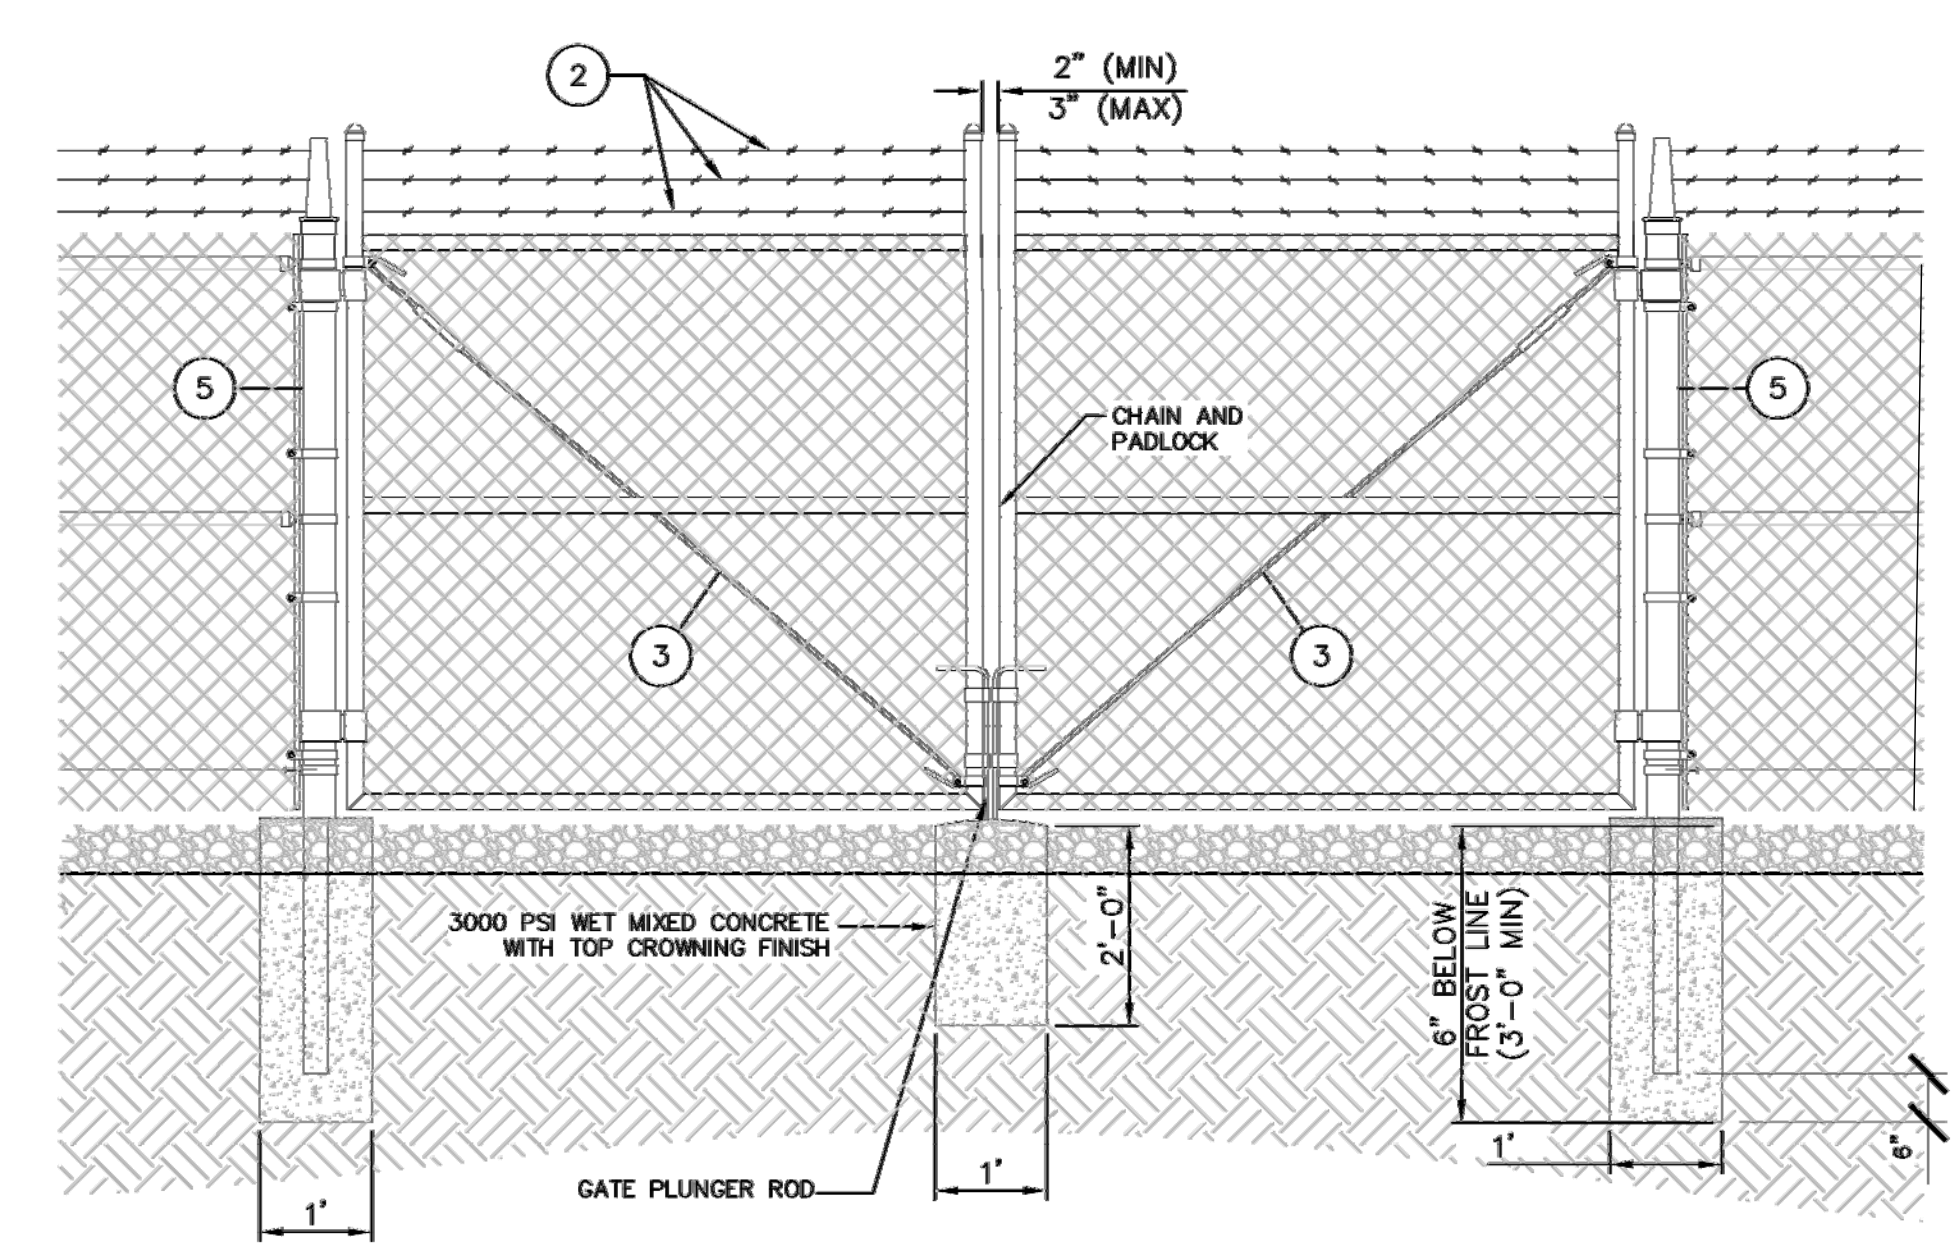 2
2" (MIN)
3" (MAX)
5
5
CHAIN AND
PADLOCK
3
3
3000 PSI WET MIXED CONCRETE
WITH TOP CROWNING FINISH
2'-0"
6" BELOW
FROST LINE
(3'-0" MIN)
GATE PLUNGER ROD
1'
1'
1'
6"